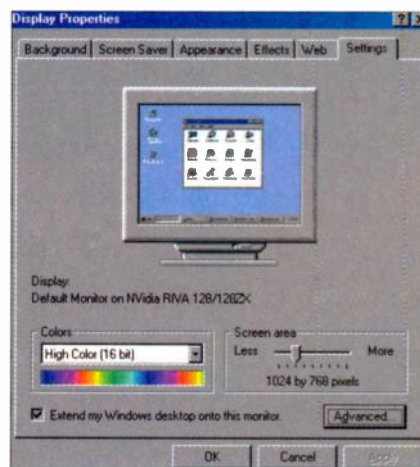 Display Properties
Background Screen Saver Appearance Effects Web Settings
Display:
Default Monitor on NVidia RIVA 128/128ZX
Colors
High Color (16 bit)
Screen area
Less More
1024 by 768 pixels
Extend my Windows desktop onto this monitor.
Advanced...
OK Cancel Apply